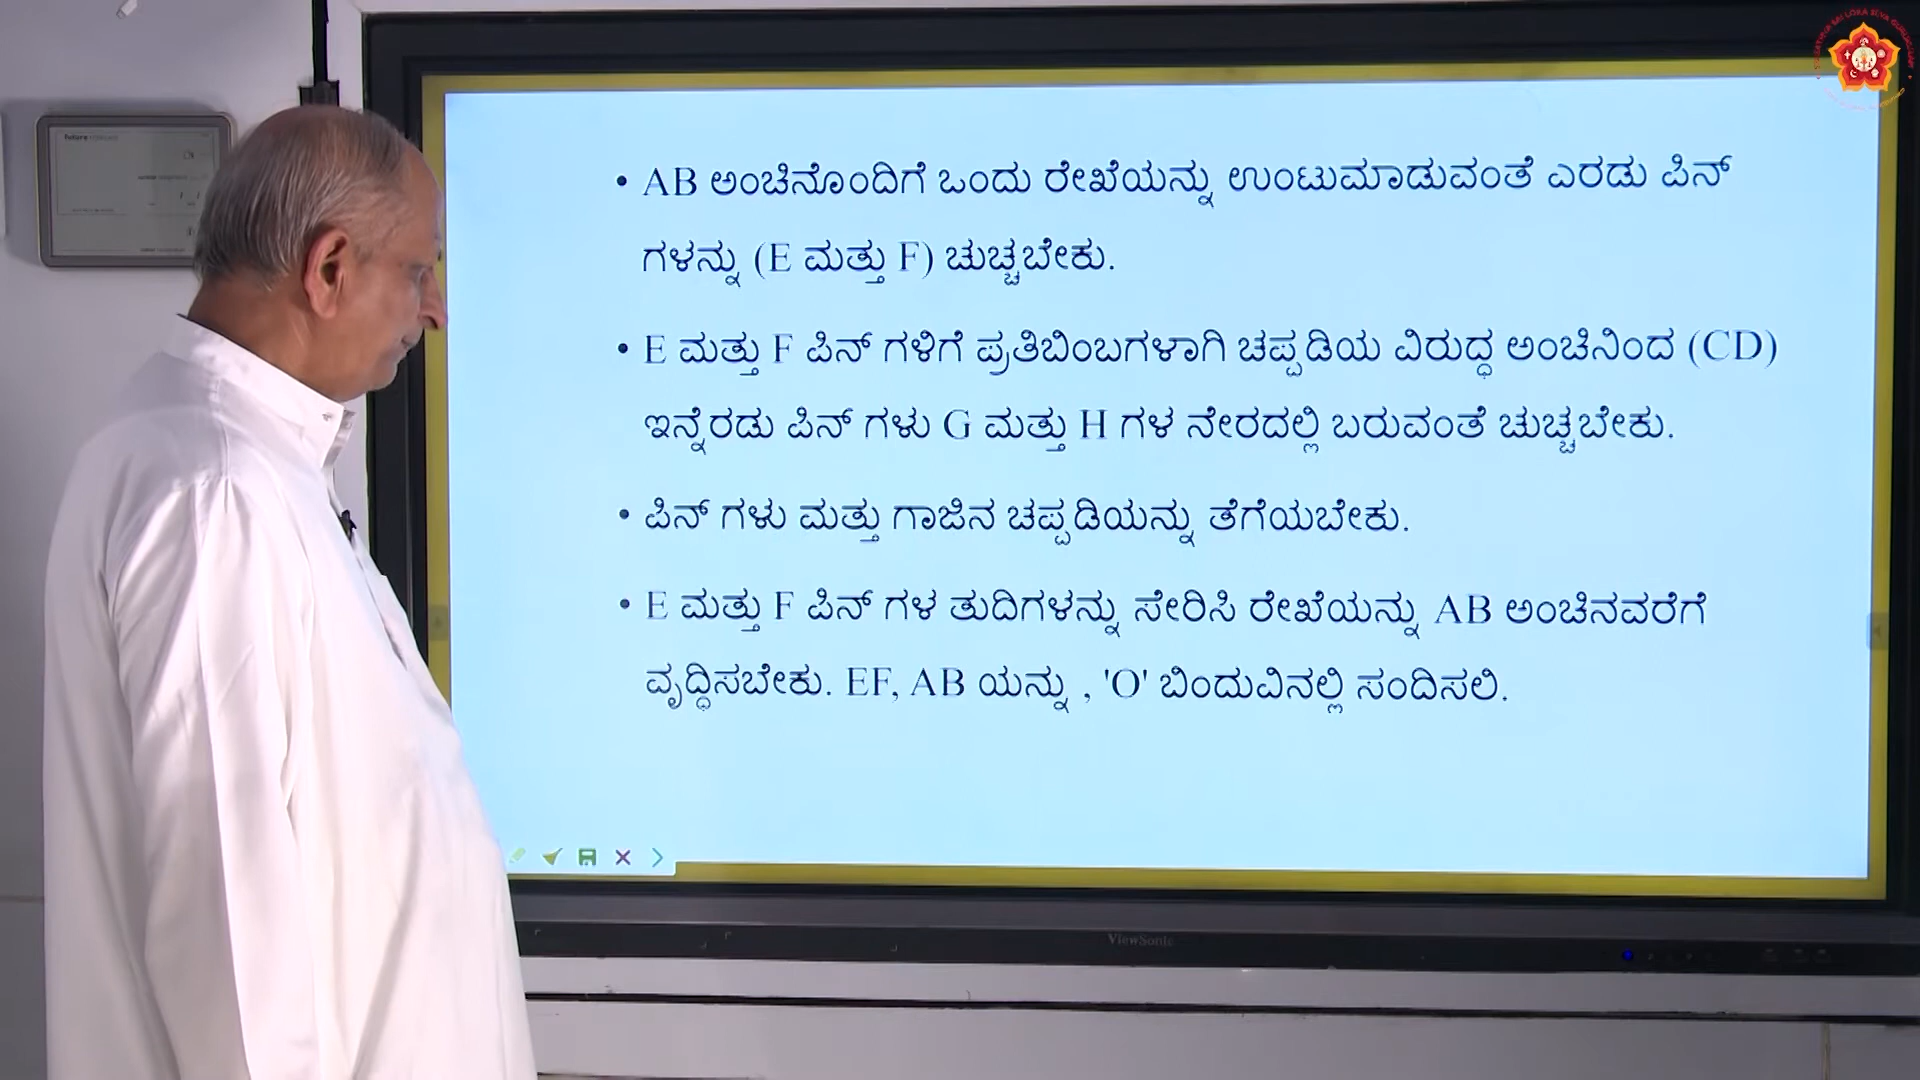 • AB ಅಂಚಿನೊಂದಿಗೆ ಒಂದು ರೇಖೆಯನ್ನು ಉಂಟುಮಾಡುವಂತೆ ಎರಡು ಪಿನ್
ಗಳನ್ನು (E ಮತ್ತು F) ಚುಚ್ಚಬೇಕು.
• E ಮತ್ತು F ಪಿನ್ ಗಳಿಗೆ ಪ್ರತಿಬಿಂಬಗಳಾಗಿ ಚಪ್ಪಡಿಯ ವಿರುದ್ಧ ಅಂಚಿನಿಂದ (CD)
ಇನ್ನೆರಡು ಪಿನ್ ಗಳು G ಮತ್ತು H ಗಳ ನೇರದಲ್ಲಿ ಬರುವಂತೆ ಚುಚ್ಚಬೇಕು.
• ಪಿನ್ ಗಳು ಮತ್ತು ಗಾಜಿನ ಚಪ್ಪಡಿಯನ್ನು ತೆಗೆಯಬೇಕು.
• E ಮತ್ತು F ಪಿನ್ ಗಳ ತುದಿಗಳನ್ನು ಸೇರಿಸಿ ರೇಖೆಯನ್ನು AB ಅಂಚಿನವರೆಗೆ
ವೃದ್ಧಿಸಬೇಕು. EF, AB ಯನ್ನು , 'O' ಬಿಂದುವಿನಲ್ಲಿ ಸಂದಿಸಲಿ.
ViewSonic